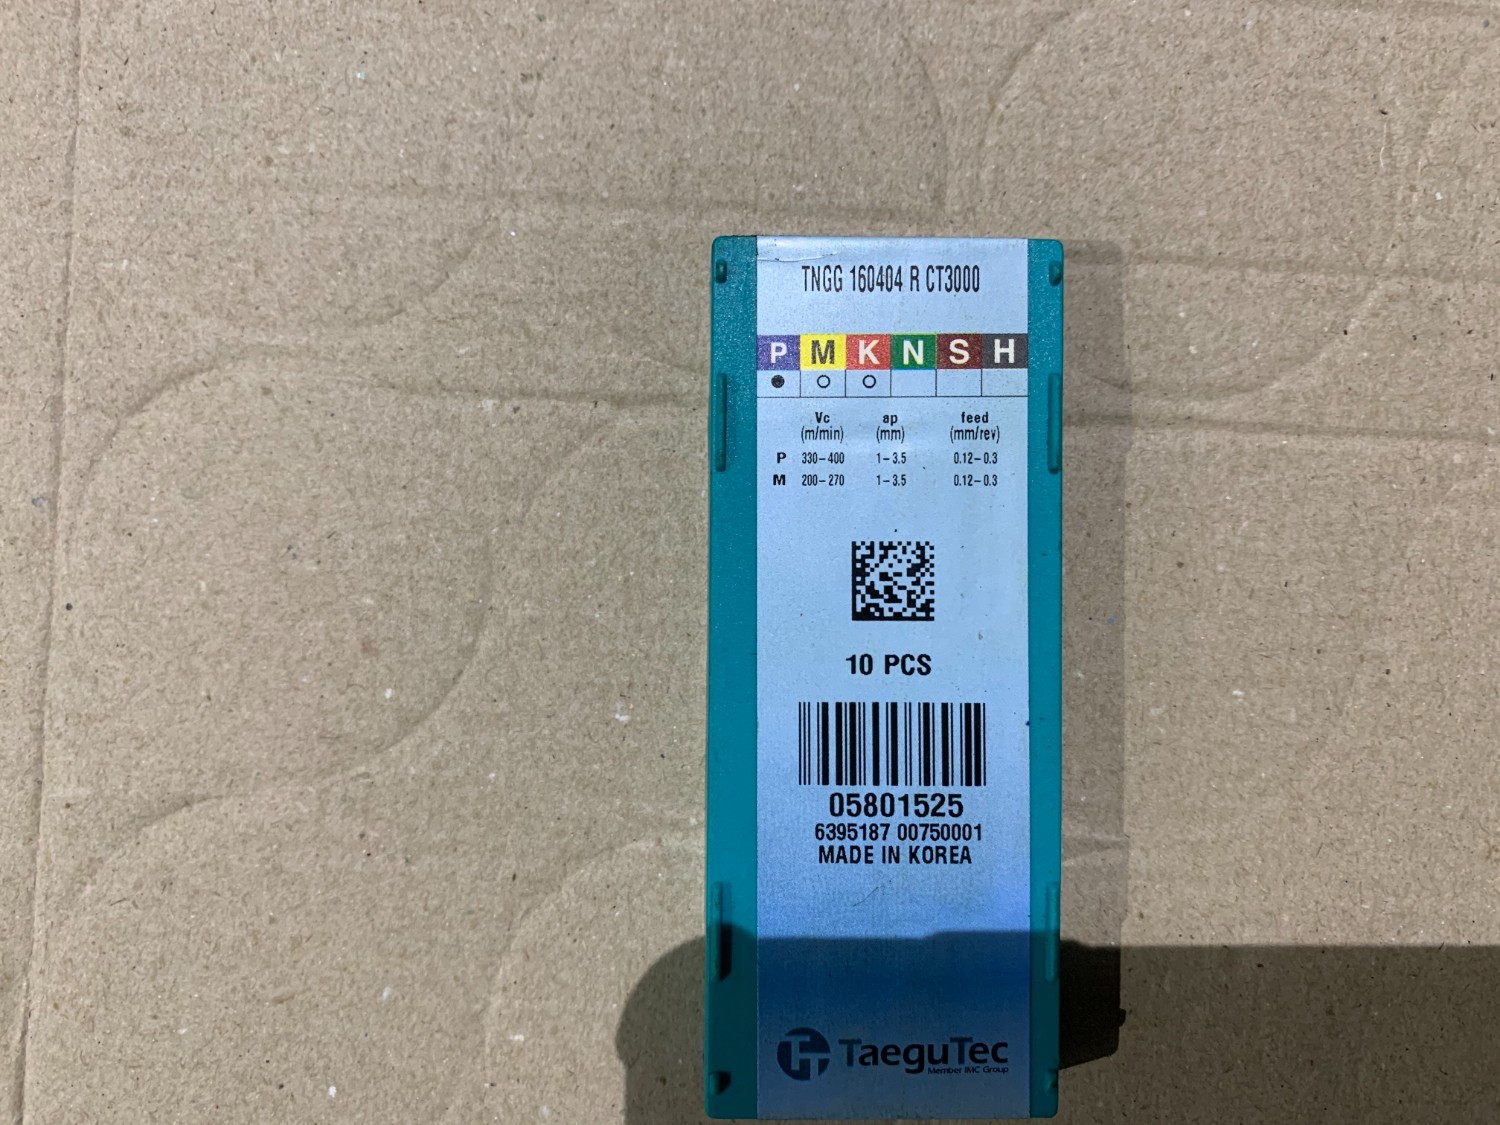 TNGG 160404 R CT3000
P M K N S H
Vc ap feed
(m/min) (mm) (mm/rev)
P 330-400 1-3.5 0.12-0.3
M 200-270 1-3.5 0.12-0.3
10 PCS
05801525
6395187 00750001
MADE IN KOREA
TaeguTec
Member IMC Group